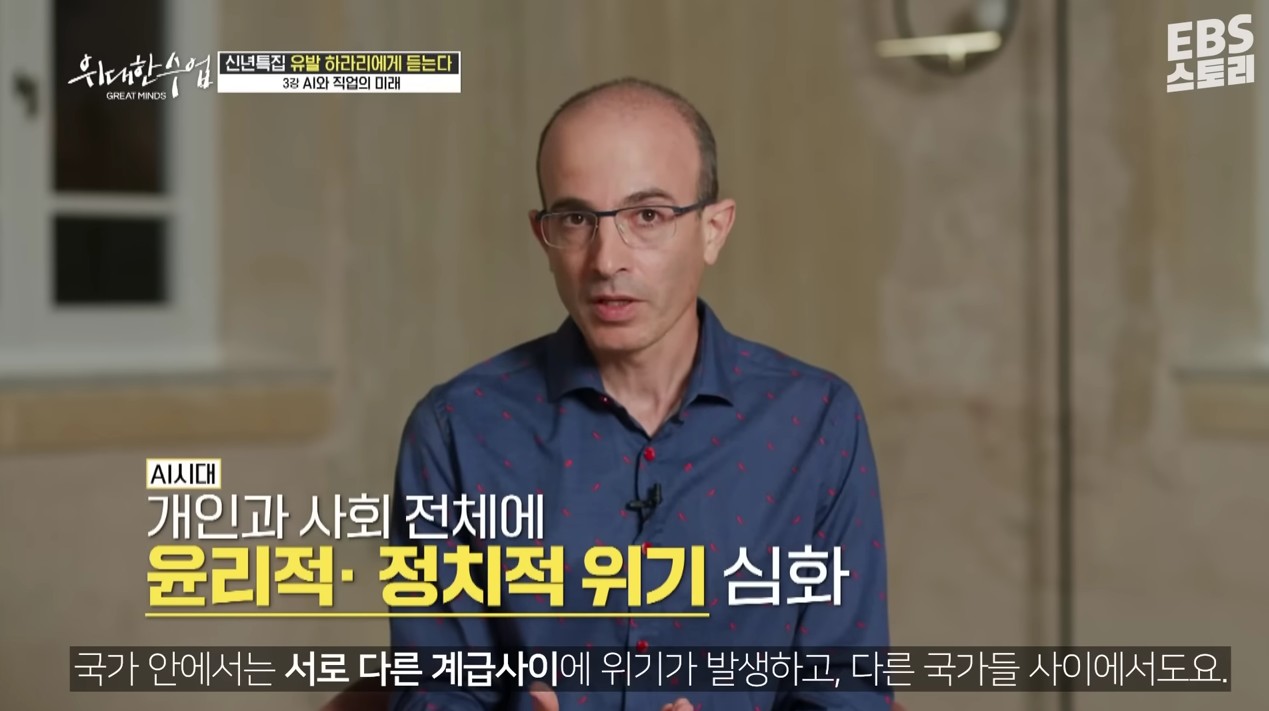 위대한 수업
GREAT MINDS
신년특집 유발 하라리에게 듣는다
3강 AI와 직업의 미래
EBS
스토리
AI시대
개인과 사회 전체에
윤리적· 정치적 위기 심화
국가 안에서는 서로 다른 계급사이에 위기가 발생하고, 다른 국가들 사이에서도요.